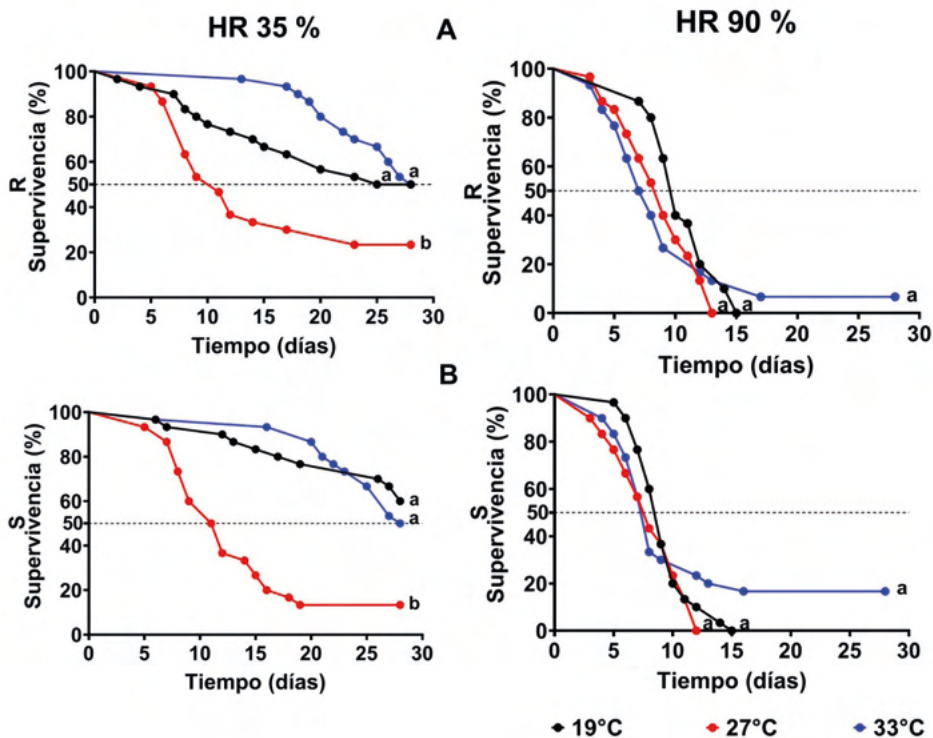 HR 35 %
A
HR 90 %
R
Supervivencia (%)
100
80
60
50
40
20
0
a
a
b
0 5 10 15 20 25 30
Tiempo (días)
R
Supervivencia (%)
100
80
60
50
40
20
0
a
a
a
0 5 10 15 20 25 30
Tiempo (días)
B
S
Supervivencia (%)
100
80
60
50
40
20
0
a
a
b
0 5 10 15 20 25 30
Tiempo (días)
S
Supervivencia (%)
100
80
60
50
40
20
0
a
a
a
0 5 10 15 20 25 30
Tiempo (días)
19°C 27°C 33°C